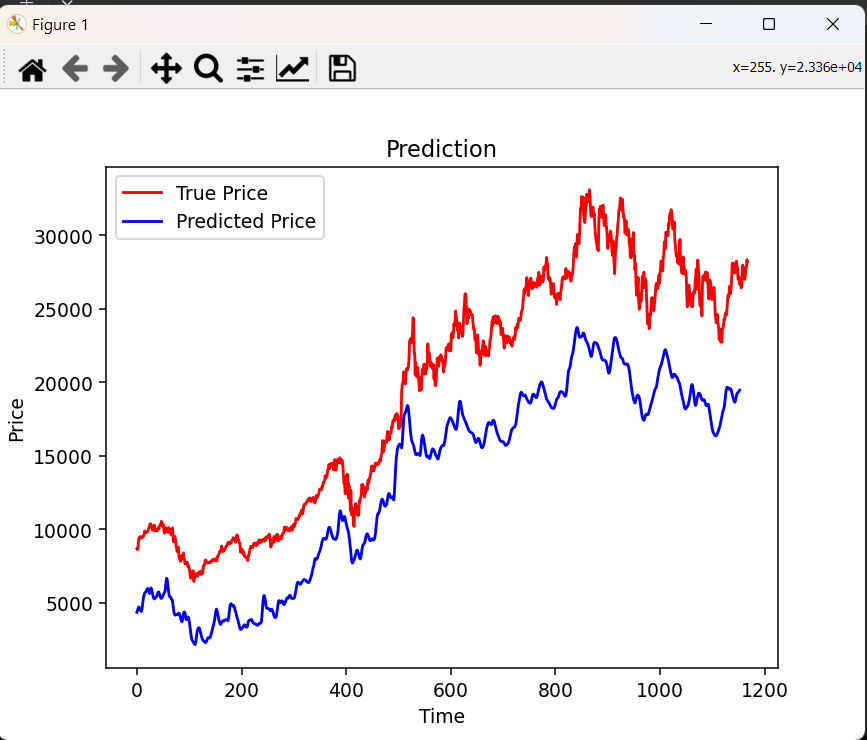 Figure 1
x=255. y=2.336e+04
Prediction
True Price
Predicted Price
30000
25000
20000
15000
10000
5000
Price
0 200 400 600 800 1000 1200
Time